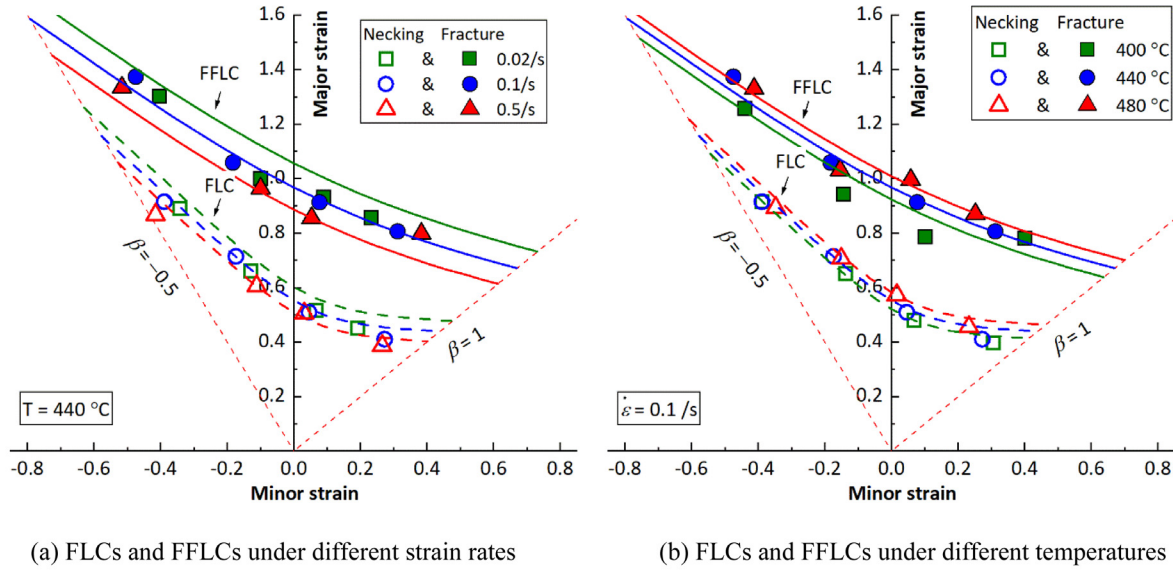 1.6
1.4
1.2
1.0
0.8
0.6
0.4
0.2
Major strain
Necking Fracture
& 0.02/s
& 0.1/s
& 0.5/s
FFLC
FLC
β=−0.5
β=1
T = 440 °C
-0.8 -0.6 -0.4 -0.2 0.0 0.2 0.4 0.6 0.8
Minor strain
(a) FLCs and FFLCs under different strain rates
1.6
1.4
1.2
1.0
0.8
0.6
0.4
0.2
Major strain
Necking Fracture
& 400 °C
& 440 °C
& 480 °C
FFLC
FLC
β=−0.5
β=1
ε̇ = 0.1 /s
-0.8 -0.6 -0.4 -0.2 0.0 0.2 0.4 0.6 0.8
Minor strain
(b) FLCs and FFLCs under different temperatures